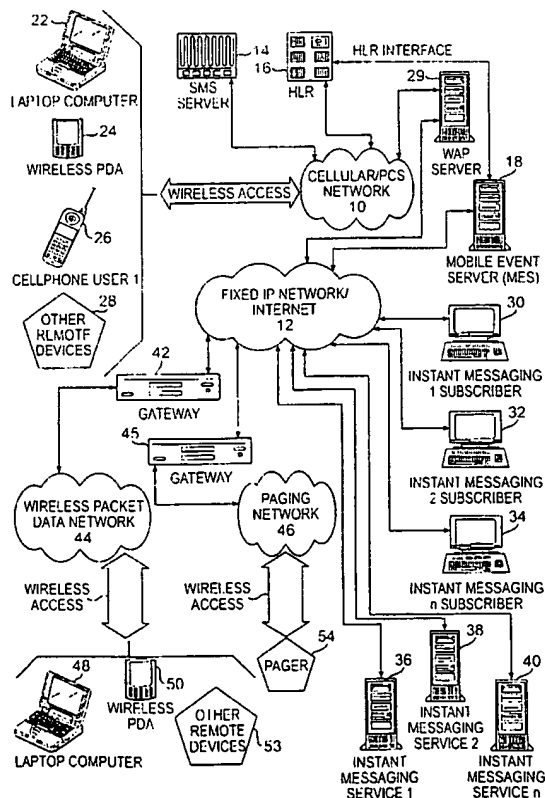 22
LAPTOP COMPUTER
24
WIRELESS PDA
26
CELLPHONE USER 1
28
OTHER
REMOTE
DEVICES
WIRELESS ACCESS
14
SMS
SERVER
16
HLR
HLR INTERFACE
29
WAP
SERVER
18
MOBILE EVENT
SERVER (MES)
CELLULAR/PCS
NETWORK
10
FIXED IP NETWORK/
INTERNET
12
30
INSTANT MESSAGING
1 SUBSCRIBER
32
INSTANT MESSAGING
2 SUBSCRIBER
34
INSTANT MESSAGING
n SUBSCRIBER
42
GATEWAY
45
GATEWAY
WIRELESS PACKET
DATA NETWORK
44
PAGING
NETWORK
46
WIRELESS
ACCESS
WIRELESS
ACCESS
48
LAPTOP COMPUTER
50
WIRELESS
PDA
OTHER
REMOTE
DEVICES
53
54
PAGER
36
INSTANT
MESSAGING
SERVICE 1
38
INSTANT
MESSAGING
SERVICE 2
40
INSTANT
MESSAGING
SERVICE n